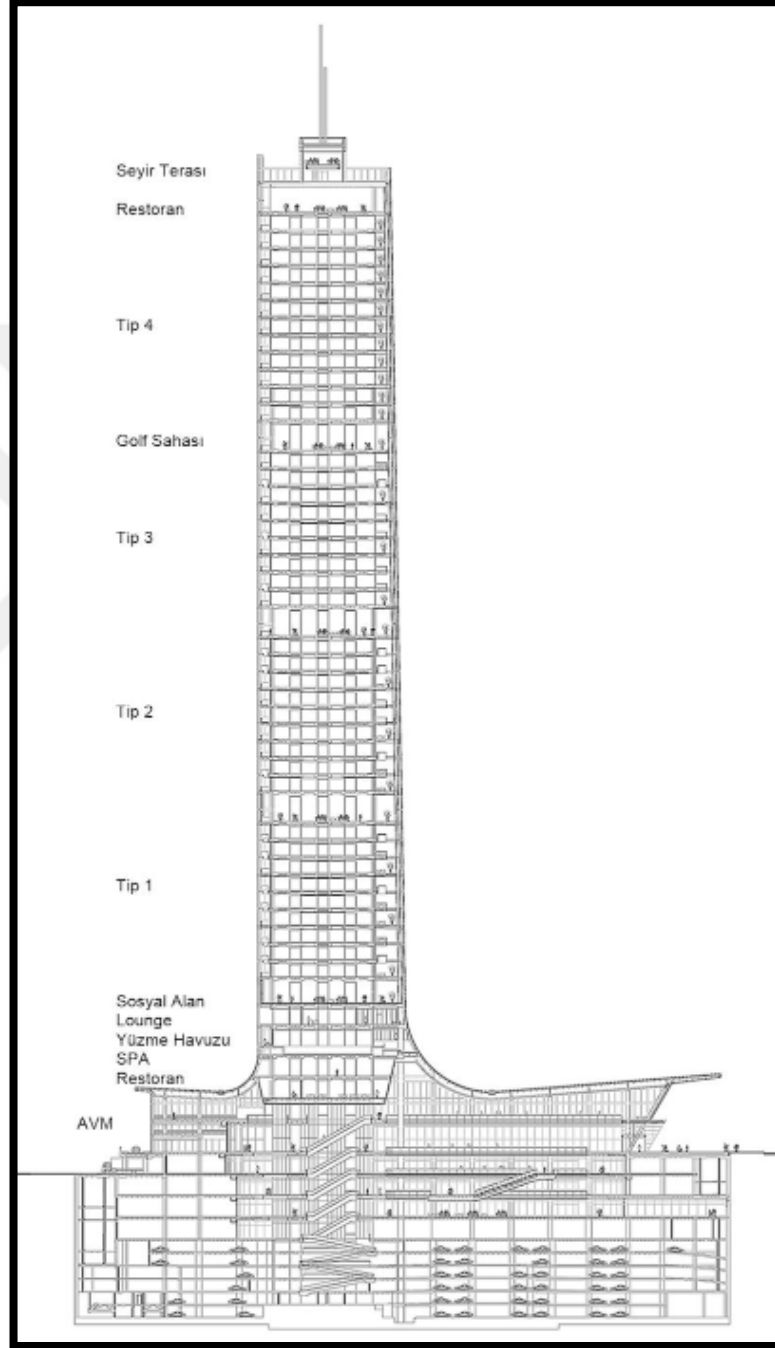 Seyir Terası
Restoran
Tip 4
Golf Sahası
Tip 3
Tip 2
Tip 1
Sosyal Alan
Lounge
Yüzme Havuzu
SPA
Restoran
AVM